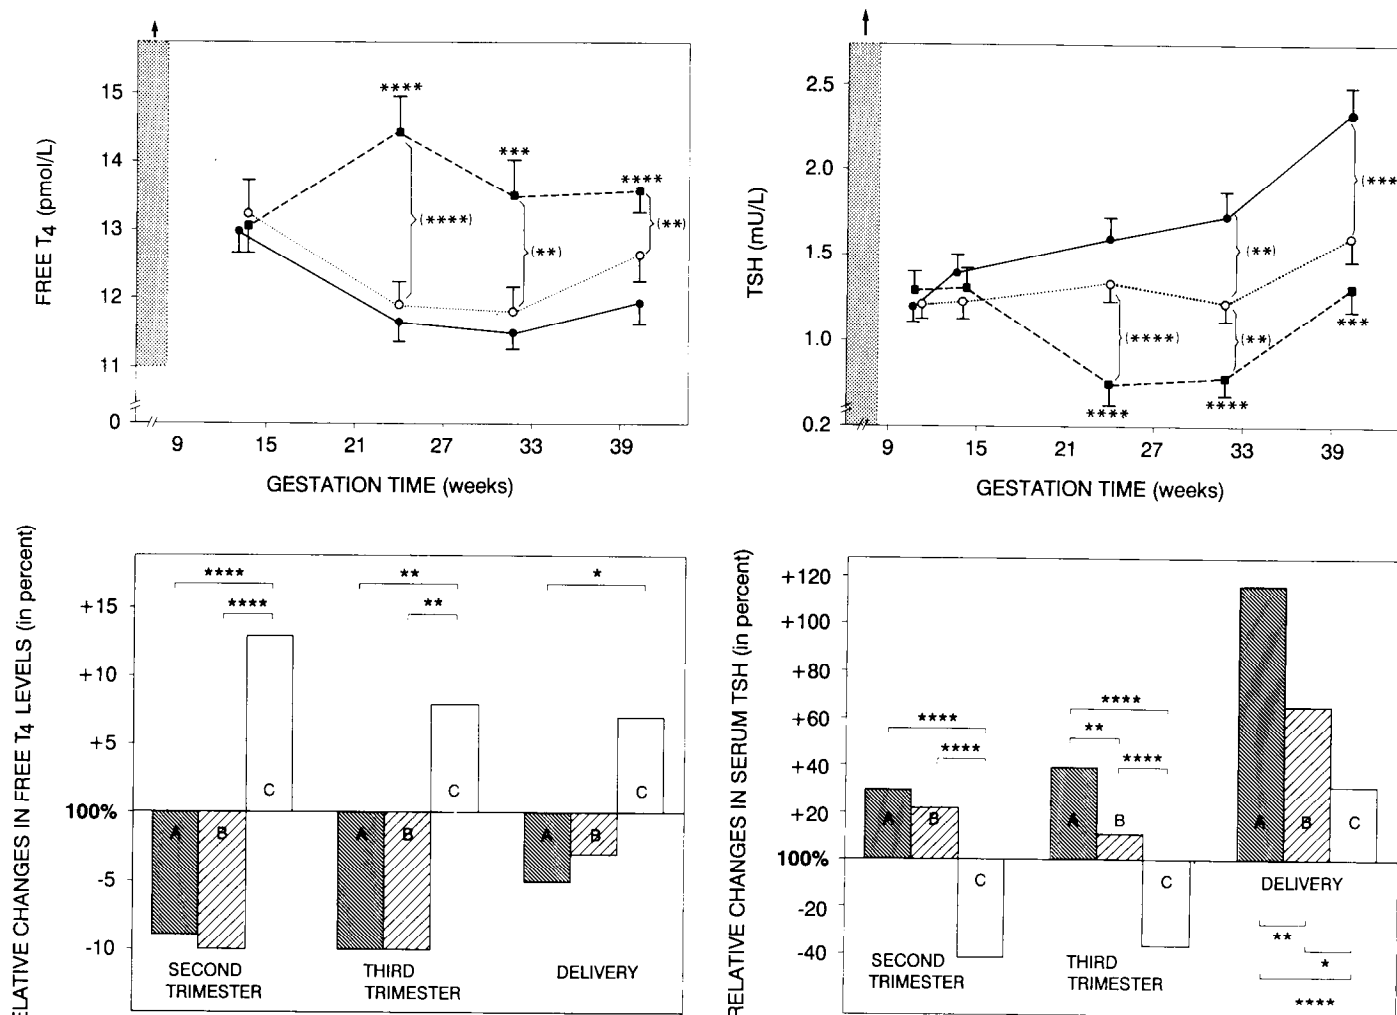 FREE T4 (pmol/L)
15
14
13
12
11
0
9 15 21 27 33 39
GESTATION TIME (weeks)
****
***
****
(****)
(**)
(**)
TSH (mU/L)
2.5
2.0
1.5
1.0
0.2
9 15 21 27 33 39
GESTATION TIME (weeks)
(***
(**)
(****)
(**)
***
****
****
RELATIVE CHANGES IN FREE T4 LEVELS (in percent)
+15
+10
+5
100%
-5
-10
****
****
**
**
*
A B C
A B C
A B C
SECOND
TRIMESTER
THIRD
TRIMESTER
DELIVERY
RELATIVE CHANGES IN SERUM TSH (in percent)
+120
+100
+80
+60
+40
+20
100%
-20
-40
****
****
****
**
****
A B C
A B C
A B C
SECOND
TRIMESTER
THIRD
TRIMESTER
DELIVERY
**
*
****